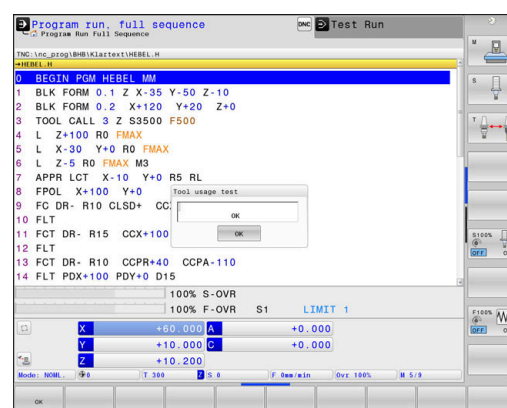 Program run, full sequence
DNC
Test Run
Program Run Full Sequence
TNC:\nc_prog\BHB\Klartext\HEBEL.H
→HEBEL.H
0 BEGIN PGM HEBEL MM
1 BLK FORM 0.1 Z X-35 Y-50 Z-10
2 BLK FORM 0.2 X+120 Y+20 Z+0
3 TOOL CALL 3 Z S3500 F500
4 L Z+100 R0 FMAX
5 L X-30 Y+0 R0 FMAX
6 L Z-5 R0 FMAX M3
7 APPR LCT X-10 Y+0 R5 RL
8 FPOL X+100 Y+0
9 FC DR- R10 CLSD+ CC
10 FLT
11 FCT DR- R15 CCX+100
12 FLT
13 FCT DR- R10 CCPR+40 CCPA-110
14 FLT PDX+100 PDY+0 D15
Tool usage test
OK
OK
100% S-OVR
100% F-OVR S1 LIMIT 1
X +60.000 A +0.000
Y +10.000 C +0.000
Z +10.200
Mode: NOML. 0 T 300 Z S 0 F 0mm/min Ovr 100% M 5/9
OK
M
S
T
S100%
OFF
F100%
OFF